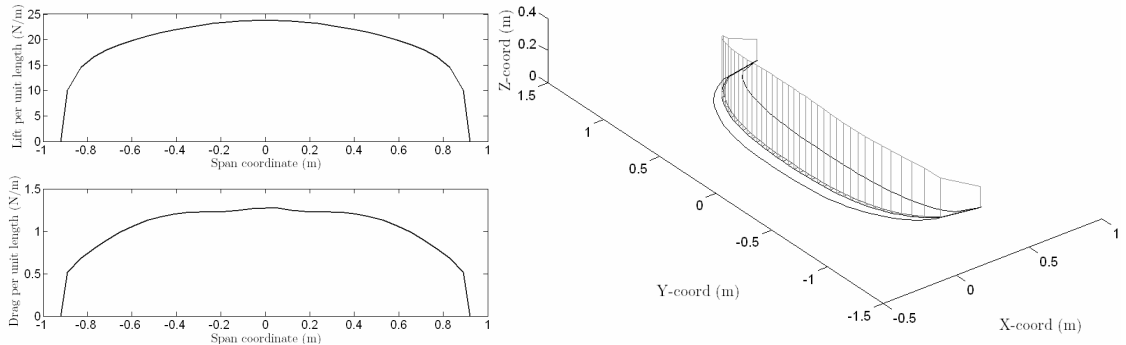 Lift per unit length (N/m)
25
20
15
10
5
0
-1 -0.8 -0.6 -0.4 -0.2 0 0.2 0.4 0.6 0.8 1
Span coordinate (m)
Drag per unit length (N/m)
1.5
1
0.5
0
-1 -0.8 -0.6 -0.4 -0.2 0 0.2 0.4 0.6 0.8 1
Span coordinate (m)
Z-coord (m)
0.4
0.2
0
1.5
1
0.5
0
-0.5
-1
-1.5
Y-coord (m)
-0.5
0
0.5
1
X-coord (m)